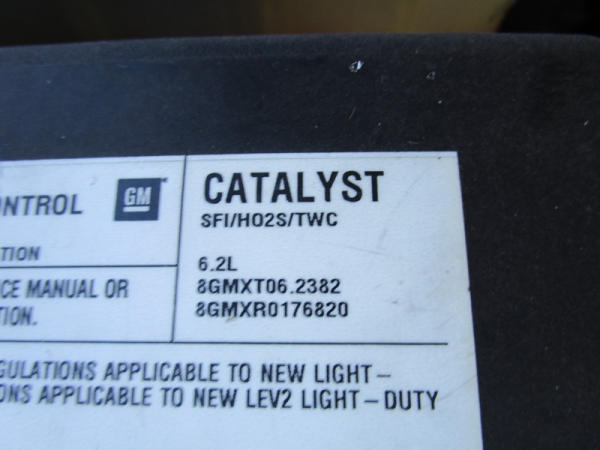 NTROL GM CATALYST
SFI/HO2S/TWC
TION
6.2L
CE MANUAL OR 8GMXT06.2382
TION. 8GMXR0176820
GULATIONS APPLICABLE TO NEW LIGHT-
ONS APPLICABLE TO NEW LEV2 LIGHT-DUTY